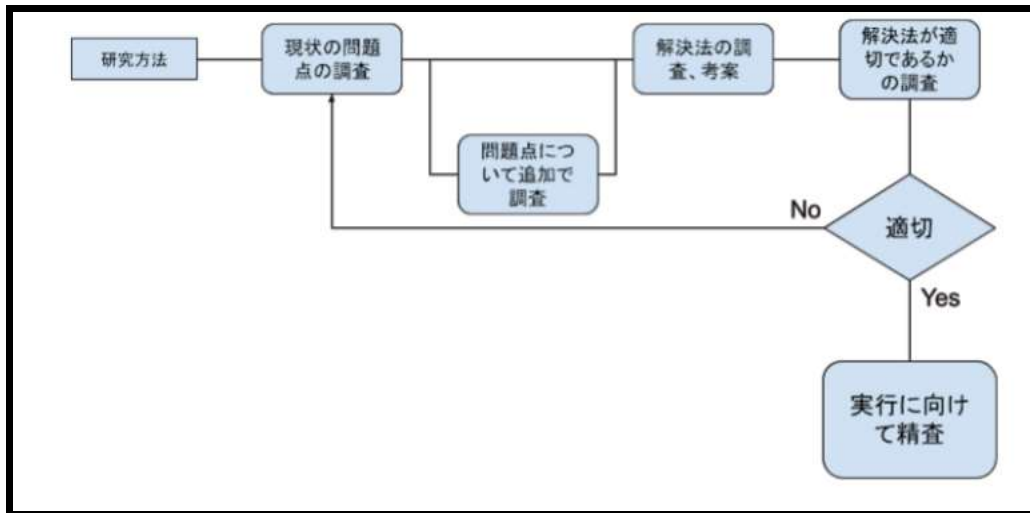 研究方法
現状の問題
点の調査
解決法の調
査、考案
解決法が適
切であるか
の調査
問題点につ
いて追加で
調査
No
適切
Yes
実行に向け
て精査